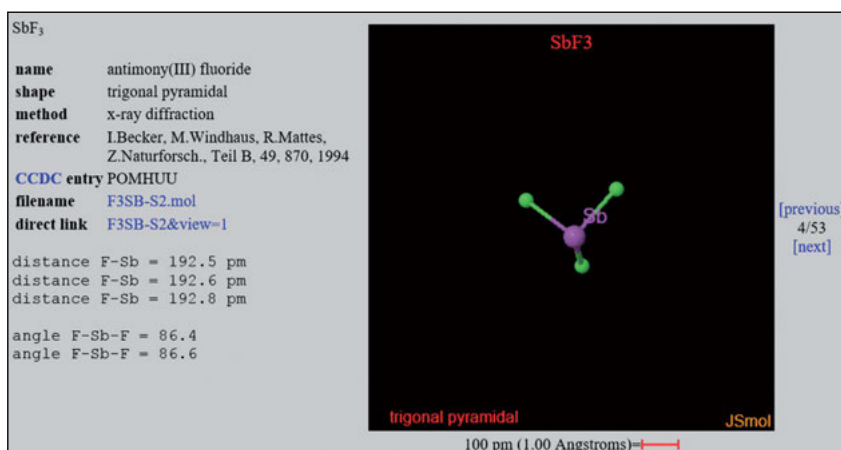 SbF₃
name antimony(III) fluoride
shape trigonal pyramidal
method x-ray diffraction
reference I.Becker, M.Windhaus, R.Mattes,
Z.Naturforsch., Teil B, 49, 870, 1994
CCDC entry POMHUU
filename F3SB-S2.mol
direct link F3SB-S2&view=1
distance F-Sb = 192.5 pm
distance F-Sb = 192.6 pm
distance F-Sb = 192.8 pm
angle F-Sb-F = 86.4
angle F-Sb-F = 86.6
SbF3
Sb
trigonal pyramidal
JSmol
100 pm (1.00 Angstroms)=
[previous]
4/53
[next]